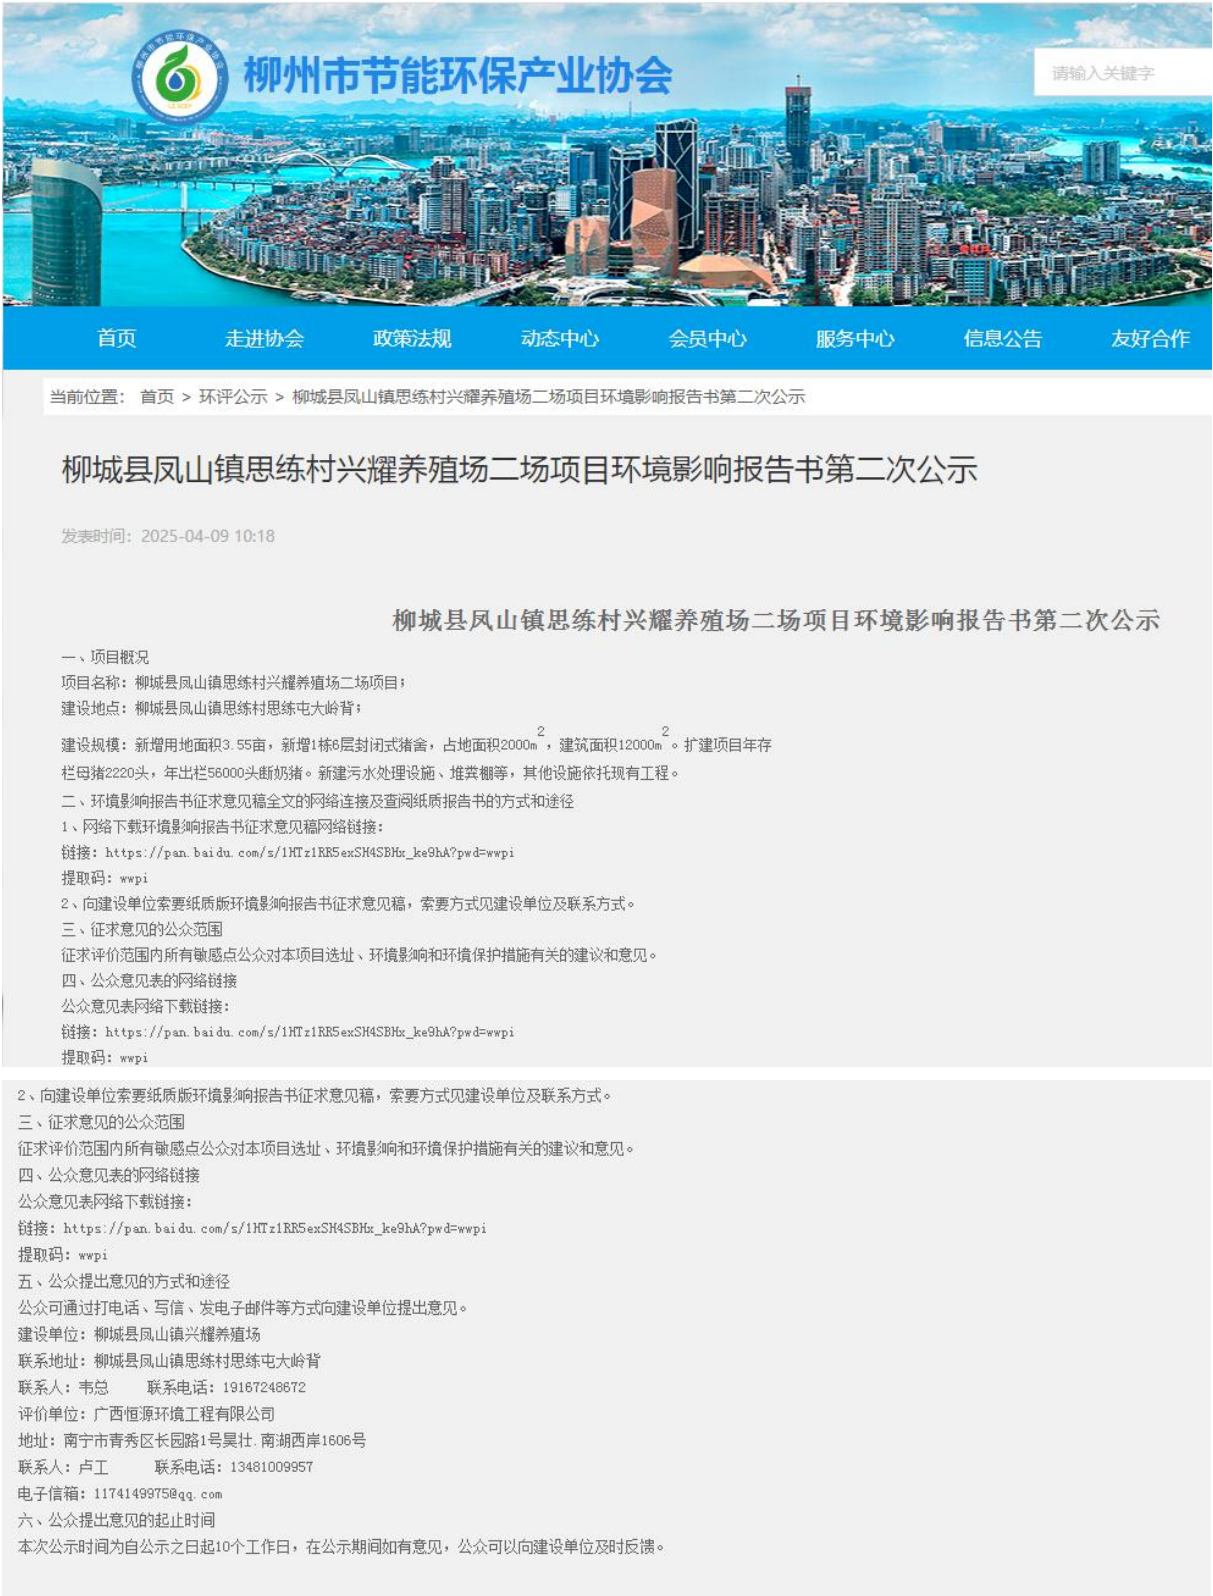 柳州市节能环保产业协会
请输入关键字
首页 走进协会 政策法规 动态中心 会员中心 服务中心 信息公告 友好合作
当前位置： 首页 > 环评公示 > 柳城县凤山镇思练村兴耀养殖场二场项目环境影响报告书第二次公示
柳城县凤山镇思练村兴耀养殖场二场项目环境影响报告书第二次公示
发表时间：2025-04-09 10:18
柳城县凤山镇思练村兴耀养殖场二场项目环境影响报告书第二次公示
一、项目概况
项目名称：柳城县凤山镇思练村兴耀养殖场二场项目；
建设地点：柳城县凤山镇思练村思练屯大岭背；
建设规模：新增用地面积3.55亩，新增1栋6层封闭式猪舍，占地面积2000m²，建筑面积12000m²。扩建项目年存
栏母猪2220头，年出栏56000头断奶猪。新建污水处理设施、堆粪棚等，其他设施依托现有工程。
二、环境影响报告书征求意见稿全文的网络连接及查阅纸质报告书的方式和途径
1、网络下载环境影响报告书征求意见稿网络链接：
链接：https://pan.baidu.com/s/1HTz1RR5exSH4SBHx_ke9hA?pwd=wwpi
提取码：wwpi
2、向建设单位索要纸质版环境影响报告书征求意见稿，索要方式见建设单位及联系方式。
三、征求意见的公众范围
征求评价范围内所有敏感点公众对本项目选址、环境影响和环境保护措施有关的建议和意见。
四、公众意见表的网络链接
公众意见表网络下载链接：
链接：https://pan.baidu.com/s/1HTz1RR5exSH4SBHx_ke9hA?pwd=wwpi
提取码：wwpi
2、向建设单位索要纸质版环境影响报告书征求意见稿，索要方式见建设单位及联系方式。
三、征求意见的公众范围
征求评价范围内所有敏感点公众对本项目选址、环境影响和环境保护措施有关的建议和意见。
四、公众意见表的网络链接
公众意见表网络下载链接：
链接：https://pan.baidu.com/s/1HTz1RR5exSH4SBHx_ke9hA?pwd=wwpi
提取码：wwpi
五、公众提出意见的方式和途径
公众可通过打电话、写信、发电子邮件等方式向建设单位提出意见。
建设单位：柳城县凤山镇兴耀养殖场
联系地址：柳城县凤山镇思练村思练屯大岭背
联系人：韦总 联系电话：19167248672
评价单位：广西恒源环境工程有限公司
地址：南宁市青秀区长园路1号昊壮.南湖西岸1606号
联系人：卢工 联系电话：13481009957
电子信箱：1174149975@qq.com
六、公众提出意见的起止时间
本次公示时间为自公示之日起10个工作日，在公示期间如有意见，公众可以向建设单位及时反馈。